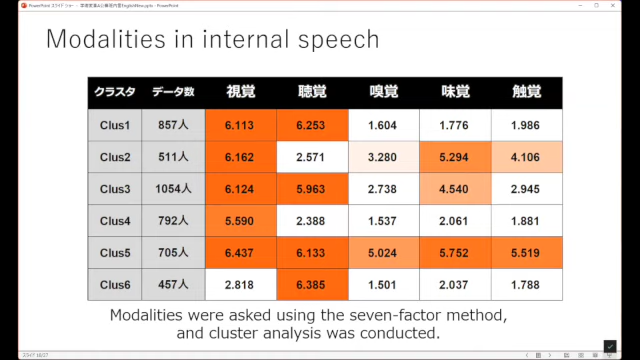 Modalities in internal speech
クラスタ データ数 視覚 聴覚 嗅覚 味覚 触覚
Clus1 857人 6.113 6.253 1.604 1.776 1.986
Clus2 511人 6.162 2.571 3.280 5.294 4.106
Clus3 1054人 6.124 5.963 2.738 4.540 2.945
Clus4 792人 5.590 2.388 1.537 2.061 1.881
Clus5 705人 6.437 6.133 5.024 5.752 5.519
Clus6 457人 2.818 6.385 1.501 2.037 1.788
Modalities were asked using the seven-factor method,
and cluster analysis was conducted.